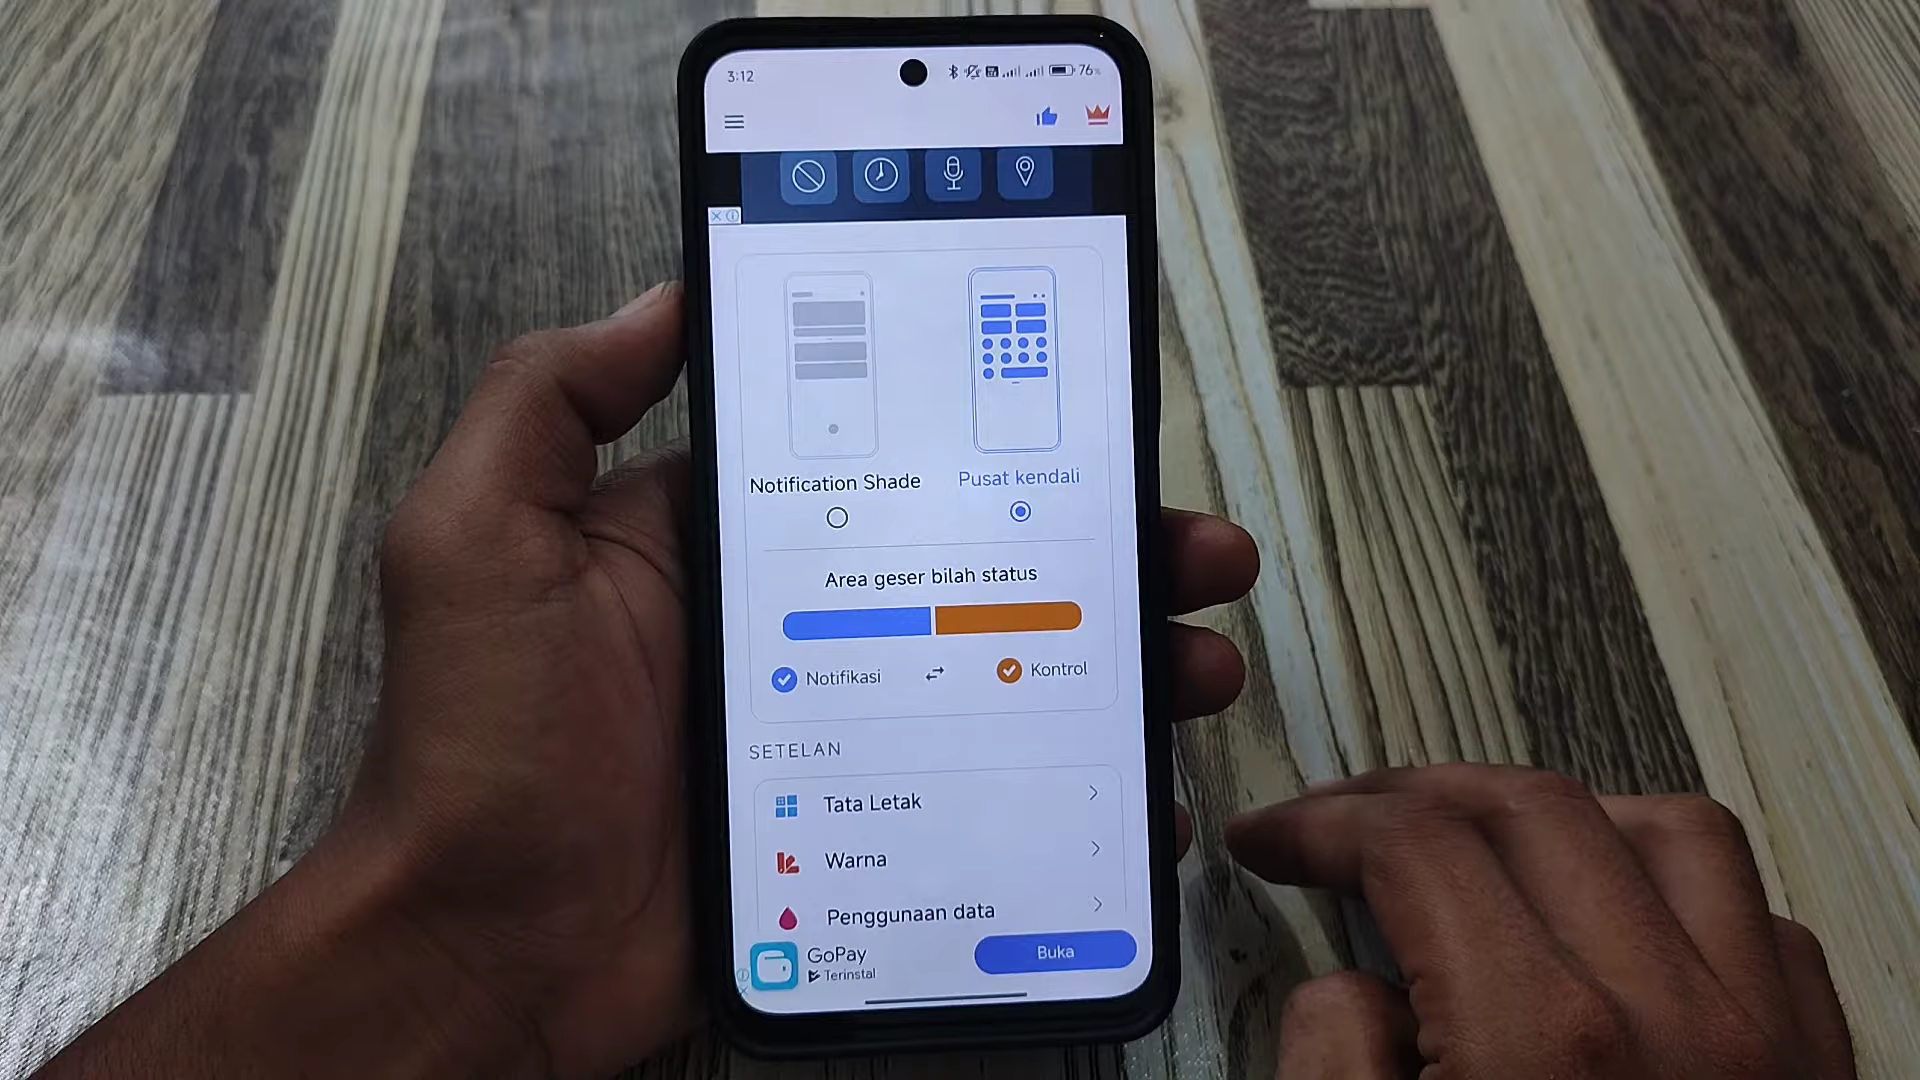 3:12
76%
Notification Shade
Pusat kendali
Area geser bilah status
Notifikasi
Kontrol
SETELAN
Tata Letak
Warna
Penggunaan data
GoPay
Terinstal
Buka